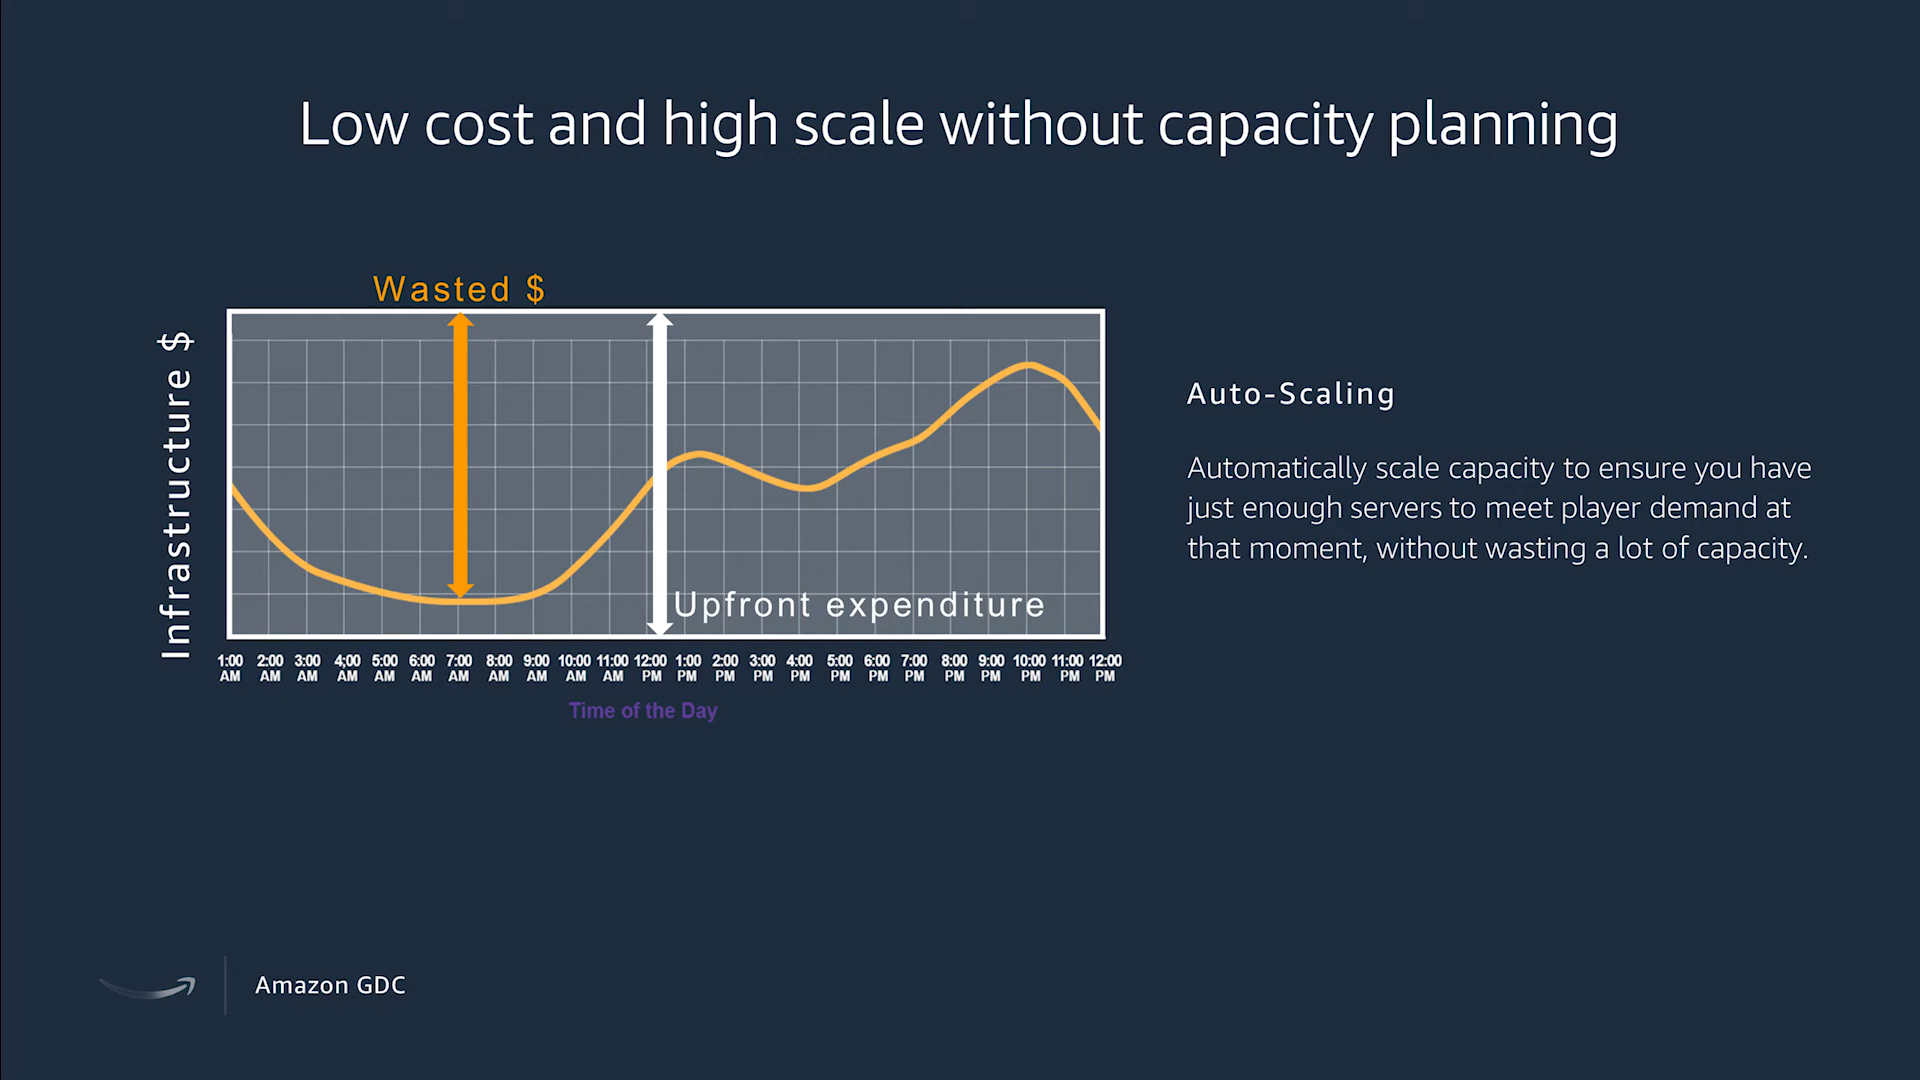 Low cost and high scale without capacity planning
Wasted $
Infrastructure $
Upfront expenditure
1:00 2:00 3:00 4;00 5:00 6:00 7:00 8:00 9:00 10:00 11:00 12:00 1:00 2:00 3:00 4:00 5:00 6:00 7:00 8:00 9:00 10:00 11:00 12:00
AM AM AM AM AM AM AM AM AM AM AM PM PM PM PM PM PM PM PM PM PM PM PM PM
Time of the Day
Auto-Scaling
Automatically scale capacity to ensure you have
just enough servers to meet player demand at
that moment, without wasting a lot of capacity.
Amazon GDC